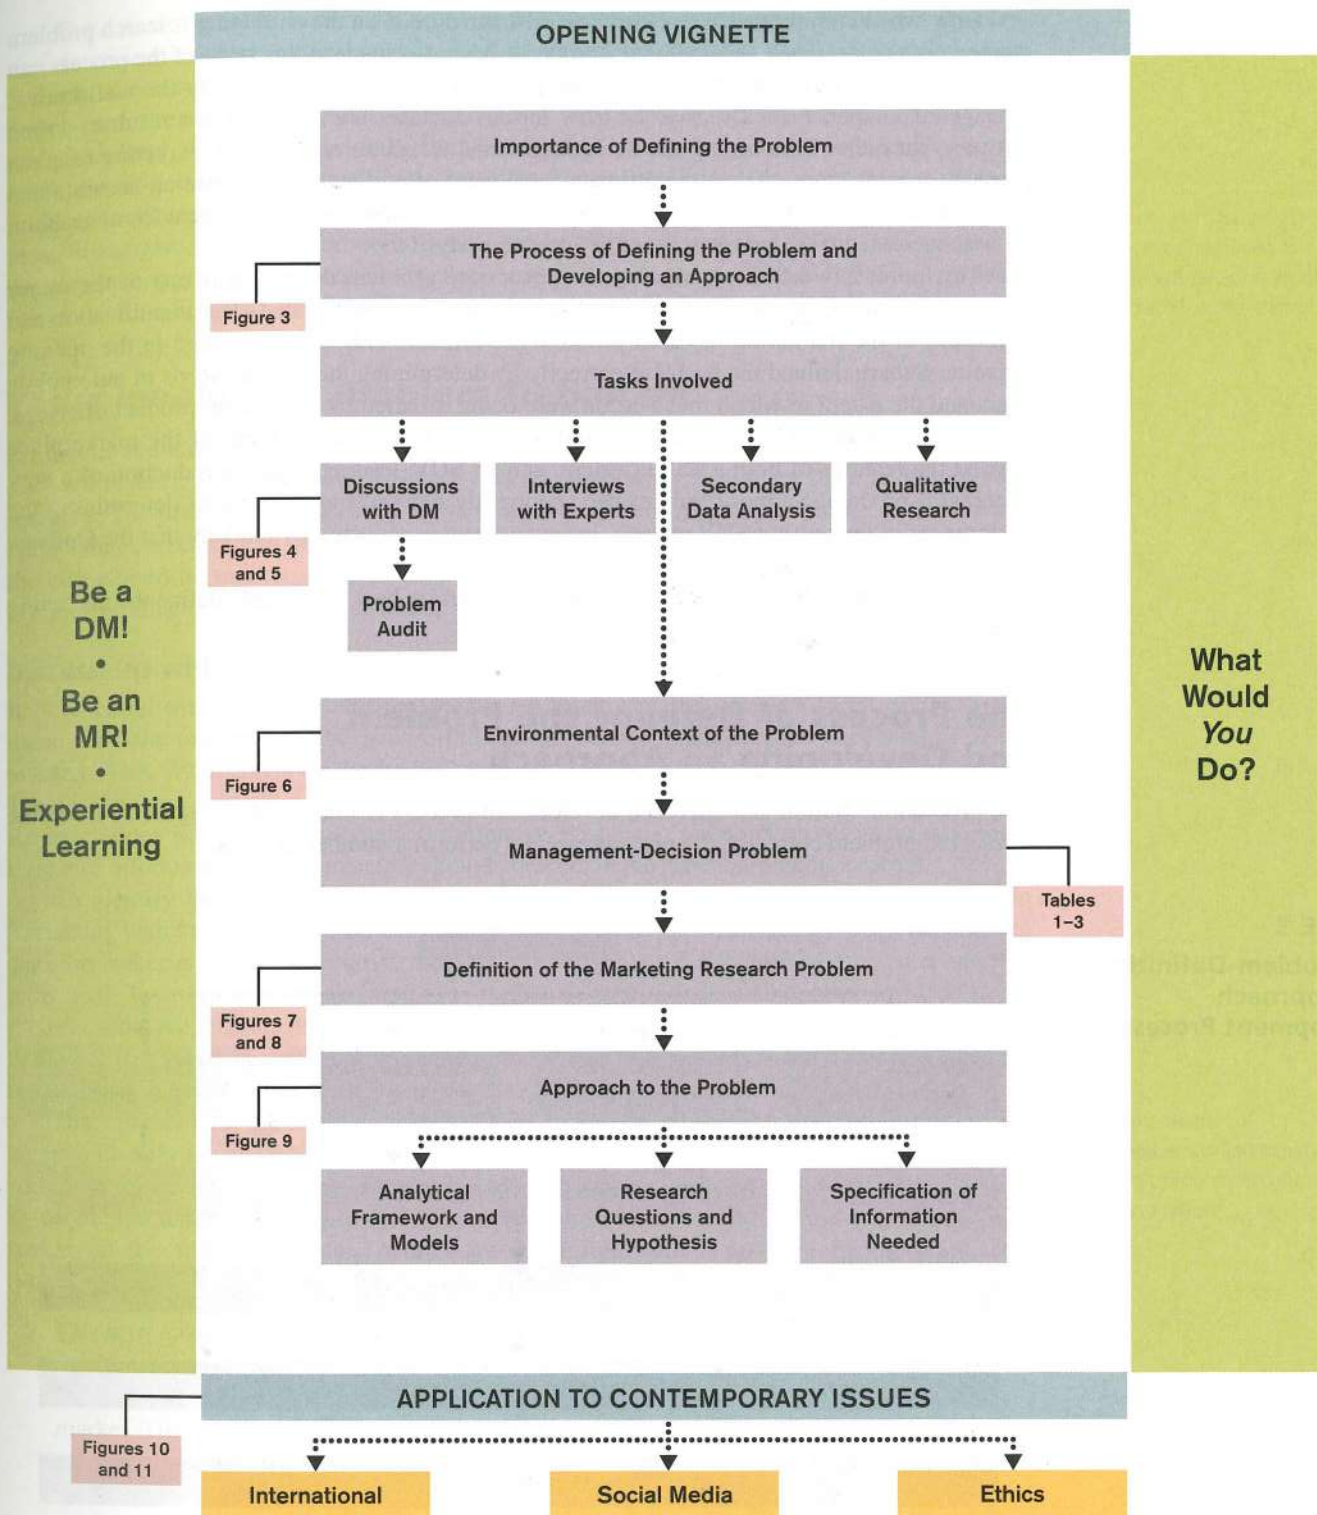 OPENING VIGNETTE
Importance of Defining the Problem
The Process of Defining the Problem and
Developing an Approach
Figure 3
Tasks Involved
Discussions
with DM
Interviews
with Experts
Secondary
Data Analysis
Qualitative
Research
Figures 4
and 5
Problem
Audit
Be a
DM!
•
Be an
MR!
•
Experiential
Learning
What
Would
You
Do?
Environmental Context of the Problem
Figure 6
Management-Decision Problem
Tables
1–3
Definition of the Marketing Research Problem
Figures 7
and 8
Approach to the Problem
Figure 9
Analytical
Framework and
Models
Research
Questions and
Hypothesis
Specification of
Information
Needed
APPLICATION TO CONTEMPORARY ISSUES
Figures 10
and 11
International
Social Media
Ethics